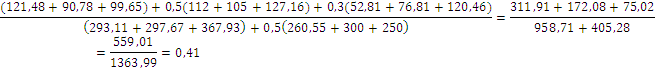 (121,48 + 90,78 + 99,65) + 0,5(112 + 105 + 127,16) + 0,3(52,81 + 76,81 + 120,46) / (293,11 + 297,67 + 367,93) + 0,5(260,55 + 300 + 250) = 311,91 + 172,08 + 75,02 / 958,71 + 405,28
= 559,01 / 1363,99 = 0,41